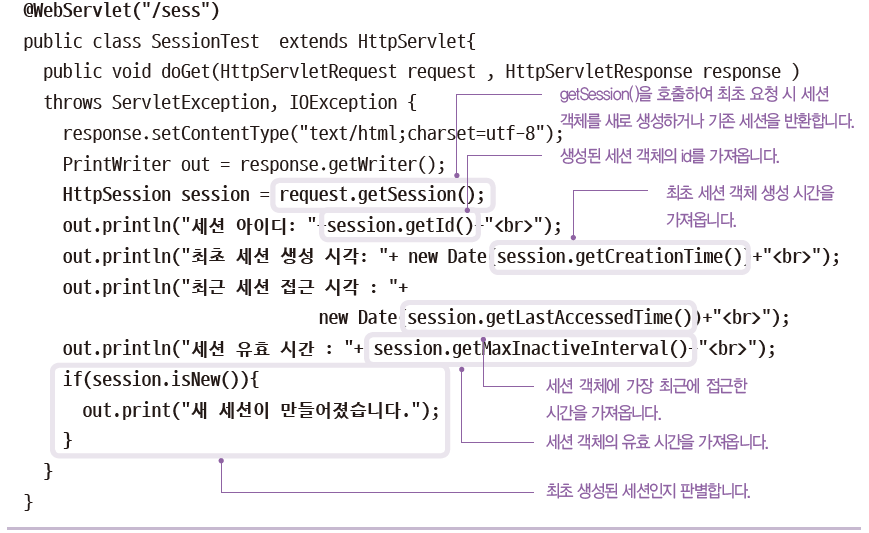 @WebServlet("/sess")
public class SessionTest  extends HttpServlet{
  public void doGet(HttpServletRequest request , HttpServletResponse response )
  throws ServletException, IOException {
getSession()을 호출하여 최초 요청 시 세션
객체를 새로 생성하거나 기존 세션을 반환합니다.
    response.setContentType("text/html;charset=utf-8");
    PrintWriter out = response.getWriter();
생성된 세션 객체의 id를 가져옵니다.
    HttpSession session = request.getSession();
최초 세션 객체 생성 시간을
가져옵니다.
    out.println("세션 아이디: "+session.getId()+"<br>");
    out.println("최초 세션 생성 시각: "+ new Date(session.getCreationTime())+"<br>");
    out.println("최근 세션 접근 시각 : "+
                              new Date(session.getLastAccessedTime())+"<br>");
    out.println("세션 유효 시간 : "+ session.getMaxInactiveInterval()+"<br>");
    if(session.isNew()){
세션 객체에 가장 최근에 접근한
시간을 가져옵니다.
      out.print("새 세션이 만들어졌습니다.");
    }
세션 객체의 유효 시간을 가져옵니다.
  }
최초 생성된 세션인지 판별합니다.
}